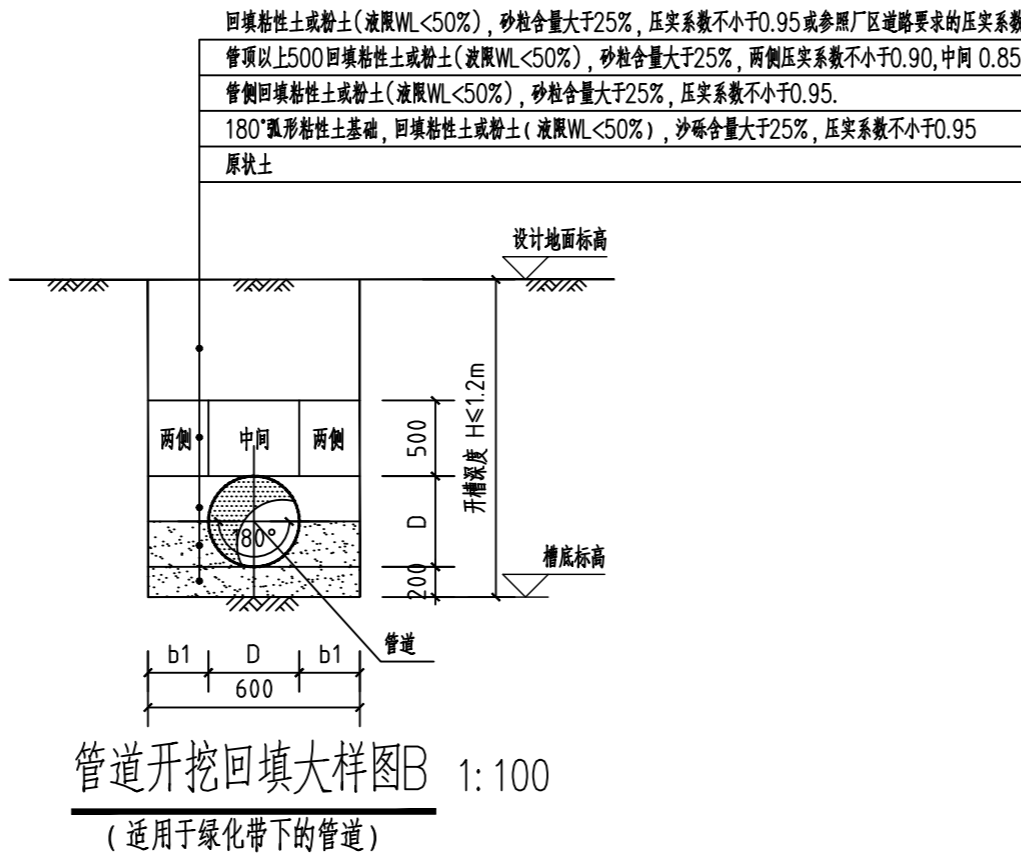 回填粘性土或粉土(液限WL<50%), 砂粒含量大于25%, 压实系数不小于0.95或参照厂区道路要求的压实系数
管顶以上500回填粘性土或粉土(波限WL<50%), 砂粒含量大于25%, 两侧压实系数不小于0.90,中间 0.85
管侧回填粘性土或粉土(液限WL<50%), 砂粒含量大于25%, 压实系数不小于0.95.
180°弧形粘性土基础, 回填粘性土或粉土(液限WL<50%), 沙砾含量大于25%, 压实系数不小于0.95
原状土
设计地面标高
两侧
中间
两侧
500
开槽深度 H≤1.2m
D
180°
200
槽底标高
管道
b1
D
b1
600
管道开挖回填大样图B 1:100
(适用于绿化带下的管道)